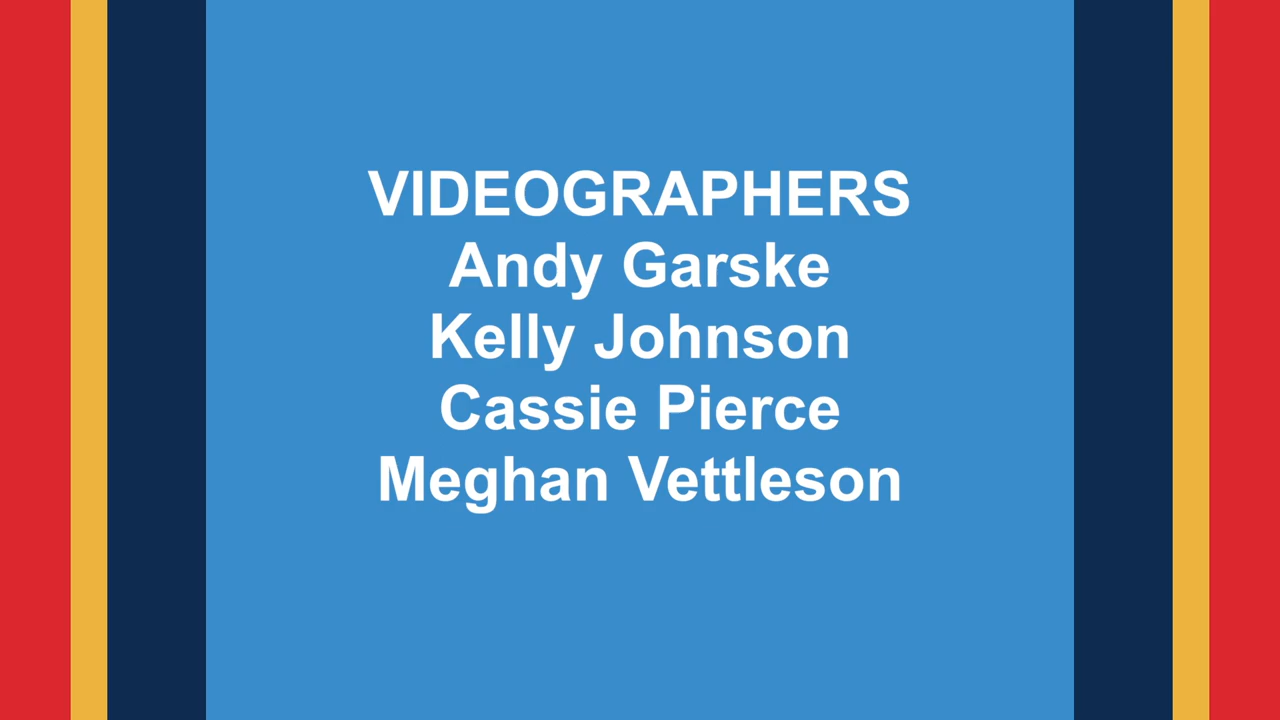 VIDEOGRAPHERS
Andy Garske
Kelly Johnson
Cassie Pierce
Meghan Vettleson